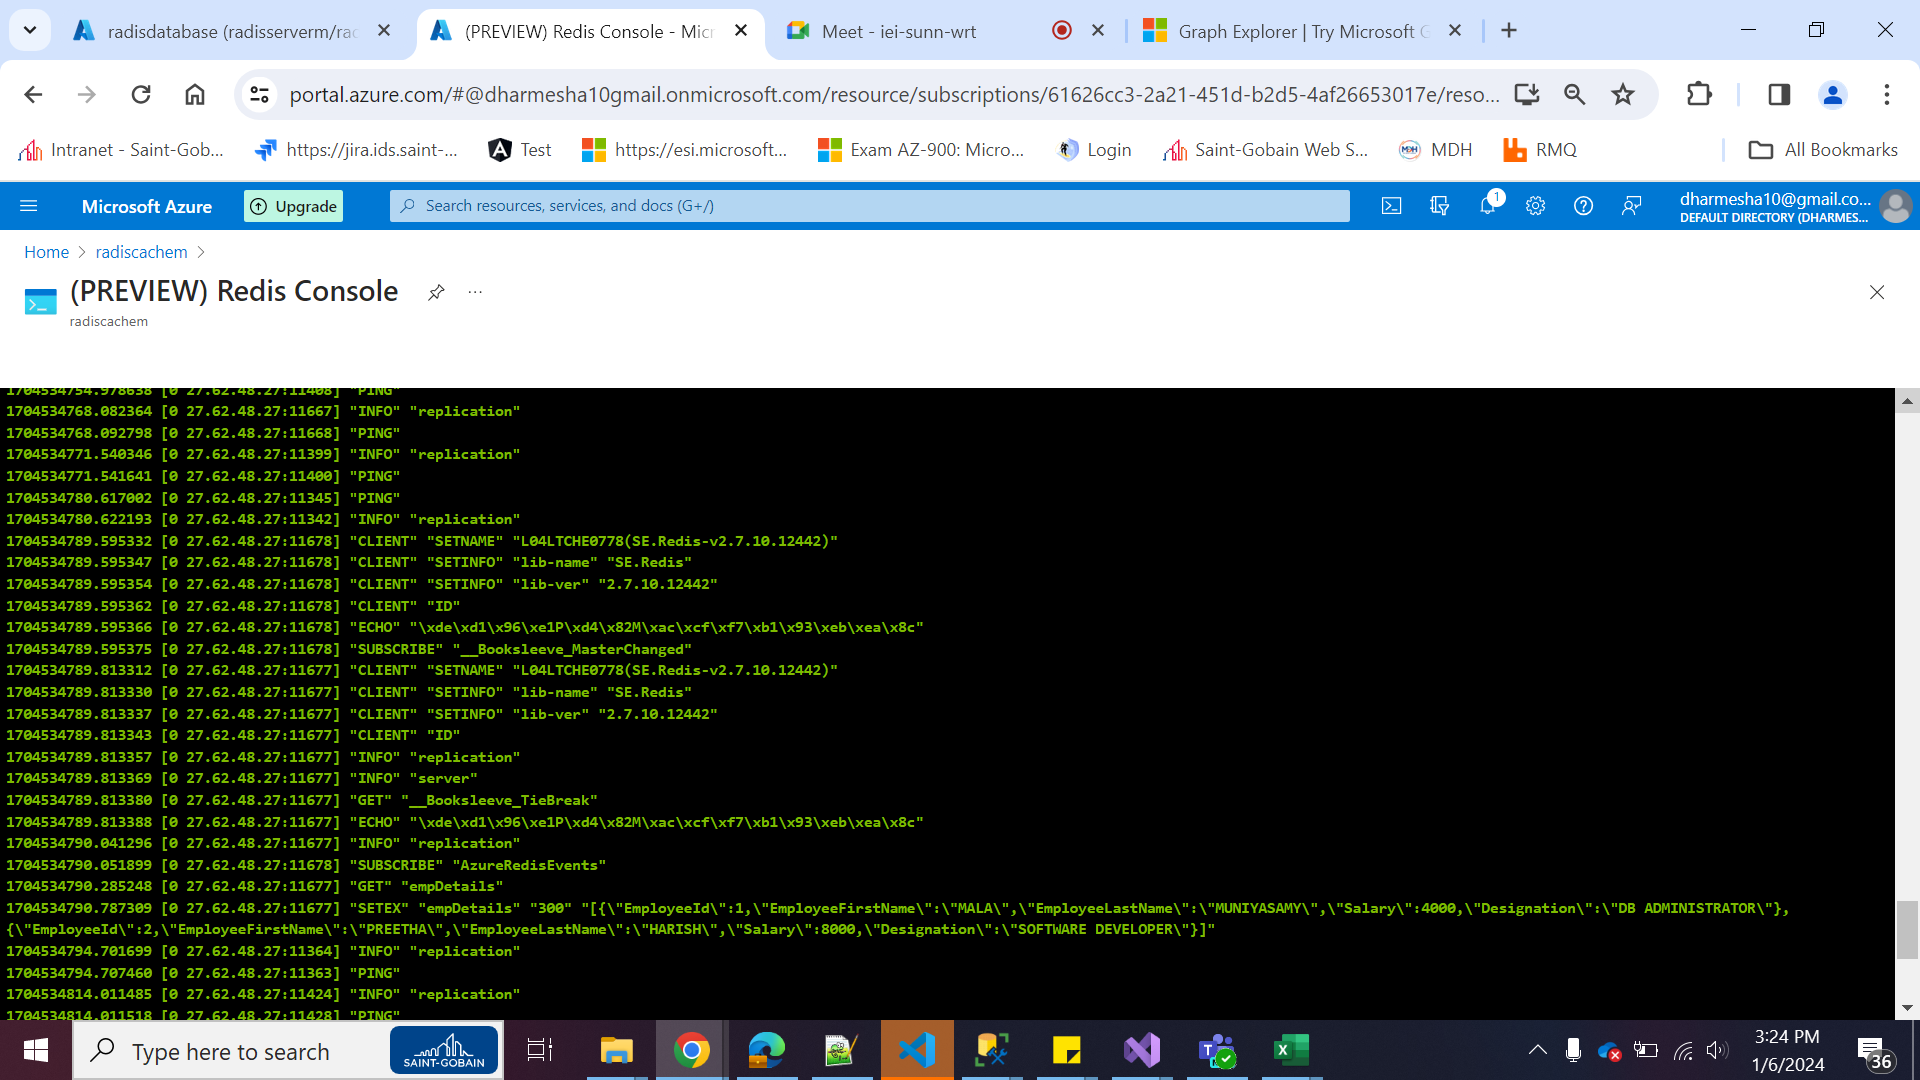 radisdatabase (radisserverm/rac
(PREVIEW) Redis Console - Micr
Meet - iei-sunn-wrt
Graph Explorer | Try Microsoft G
portal.azure.com/#@dharmesha10gmail.onmicrosoft.com/resource/subscriptions/61626cc3-2a21-451d-b2d5-4af26653017e/reso...
Intranet - Saint-Gob...
https://jira.ids.saint-...
Test
https://esi.microsoft...
Exam AZ-900: Micro...
Login
Saint-Gobain Web S...
MDH
RMQ
All Bookmarks
Microsoft Azure
Upgrade
Search resources, services, and docs (G+/)
1
dharmesha10@gmail.co...
DEFAULT DIRECTORY (DHARMES...
Home > radiscachem >
(PREVIEW) Redis Console
...
radiscachem
1704534754.978638 [0 27.62.48.27:11408] "PING"
1704534768.082364 [0 27.62.48.27:11667] "INFO" "replication"
1704534768.092798 [0 27.62.48.27:11668] "PING"
1704534771.540346 [0 27.62.48.27:11399] "INFO" "replication"
1704534771.541641 [0 27.62.48.27:11400] "PING"
1704534780.617002 [0 27.62.48.27:11345] "PING"
1704534780.622193 [0 27.62.48.27:11342] "INFO" "replication"
1704534789.595332 [0 27.62.48.27:11678] "CLIENT" "SETNAME" "L04LTCHE0778(SE.Redis-v2.7.10.12442)"
1704534789.595347 [0 27.62.48.27:11678] "CLIENT" "SETINFO" "lib-name" "SE.Redis"
1704534789.595354 [0 27.62.48.27:11678] "CLIENT" "SETINFO" "lib-ver" "2.7.10.12442"
1704534789.595362 [0 27.62.48.27:11678] "CLIENT" "ID"
1704534789.595366 [0 27.62.48.27:11678] "ECHO" "\xde\xd1\x96\xe1P\xd4\x82M\xac\xcf\xf7\xb1\x93\xeb\xea\x8c"
1704534789.595375 [0 27.62.48.27:11678] "SUBSCRIBE" "__Booksleeve_MasterChanged"
1704534789.813312 [0 27.62.48.27:11677] "CLIENT" "SETNAME" "L04LTCHE0778(SE.Redis-v2.7.10.12442)"
1704534789.813330 [0 27.62.48.27:11677] "CLIENT" "SETINFO" "lib-name" "SE.Redis"
1704534789.813337 [0 27.62.48.27:11677] "CLIENT" "SETINFO" "lib-ver" "2.7.10.12442"
1704534789.813343 [0 27.62.48.27:11677] "CLIENT" "ID"
1704534789.813357 [0 27.62.48.27:11677] "INFO" "replication"
1704534789.813369 [0 27.62.48.27:11677] "INFO" "server"
1704534789.813380 [0 27.62.48.27:11677] "GET" "__Booksleeve_TieBreak"
1704534789.813388 [0 27.62.48.27:11677] "ECHO" "\xde\xd1\x96\xe1P\xd4\x82M\xac\xcf\xf7\xb1\x93\xeb\xea\x8c"
1704534790.041296 [0 27.62.48.27:11677] "INFO" "replication"
1704534790.051899 [0 27.62.48.27:11678] "SUBSCRIBE" "AzureRedisEvents"
1704534790.285248 [0 27.62.48.27:11677] "GET" "empDetails"
1704534790.787309 [0 27.62.48.27:11677] "SETEX" "empDetails" "300" "[{\"EmployeeId\":1,\"EmployeeFirstName\":\"MALA\",\"EmployeeLastName\":\"MUNIYASAMY\",\"Salary\":4000,\"Designation\":\"DB ADMINISTRATOR\"},
{\"EmployeeId\":2,\"EmployeeFirstName\":\"PREETHA\",\"EmployeeLastName\":\"HARISH\",\"Salary\":8000,\"Designation\":\"SOFTWARE DEVELOPER\"}]"
1704534794.701699 [0 27.62.48.27:11364] "INFO" "replication"
1704534794.707460 [0 27.62.48.27:11363] "PING"
1704534814.011485 [0 27.62.48.27:11424] "INFO" "replication"
1704534814.011518 [0 27.62.48.27:11428] "PING"
Type here to search
SAINT-GOBAIN
3:24 PM
1/6/2024
36